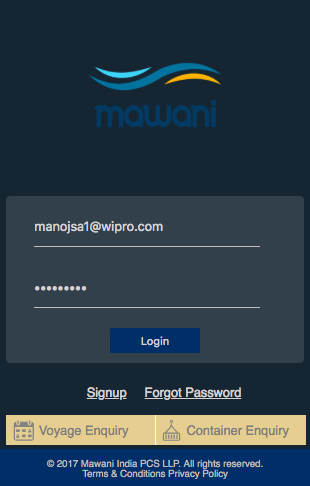 mawani
manojsa1@wipro.com
•••••••••
Login
Signup Forgot Password
Voyage Enquiry Container Enquiry
© 2017 Mawani India PCS LLP. All rights reserved.
Terms & Conditions Privacy Policy